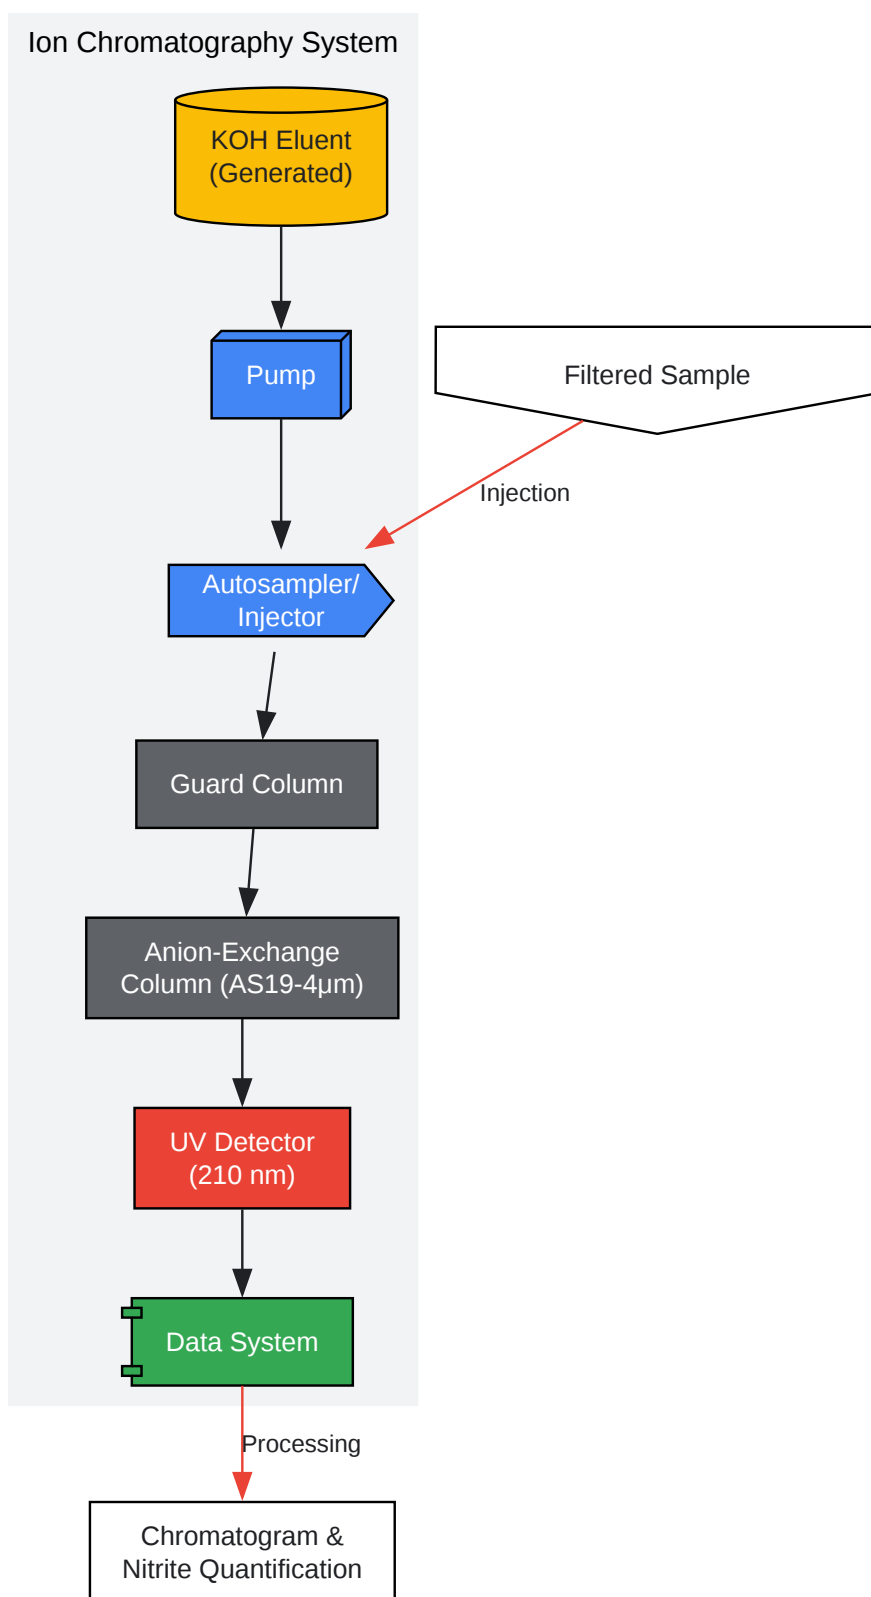 Ion Chromatography System
KOH Eluent
(Generated)
Pump
Filtered Sample
Injection
Autosampler/
Injector
Guard Column
Anion-Exchange
Column (AS19-4μm)
UV Detector
(210 nm)
Data System
Processing
Chromatogram &
Nitrite Quantification